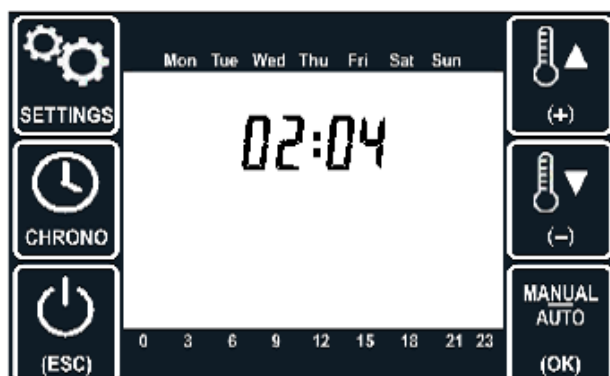 SETTINGS
CHRONO
(ESC)
Mon Tue Wed Thu Fri Sat Sun
02:04
0 3 6 9 12 15 18 21 23
(+)
(−)
MANUAL
AUTO
(OK)